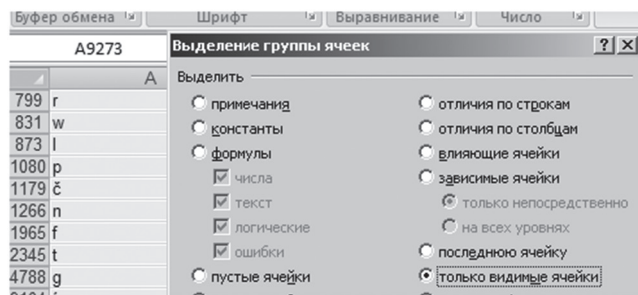 Буфер обмена Шрифт Выравнивание Число
A9273 Выделение группы ячеек
A Выделить
799 r примечания отличия по строкам
831 w константы отличия по столбцам
873 l формулы влияющие ячейки
1080 p числа зависимые ячейки
1179 č текст только непосредственно
1266 n логические на всех уровнях
1965 f ошибки последнюю ячейку
2345 t пустые ячейки только видимые ячейки
4788 g